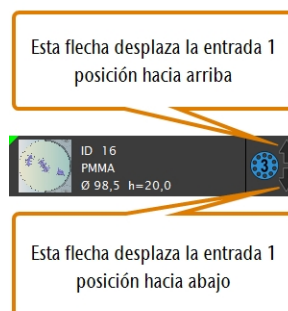 Esta flecha desplaza la entrada 1
posición hacia arriba
ID 16
PMMA
Ø 98,5 h=20,0
3
Esta flecha desplaza la entrada 1
posición hacia abajo